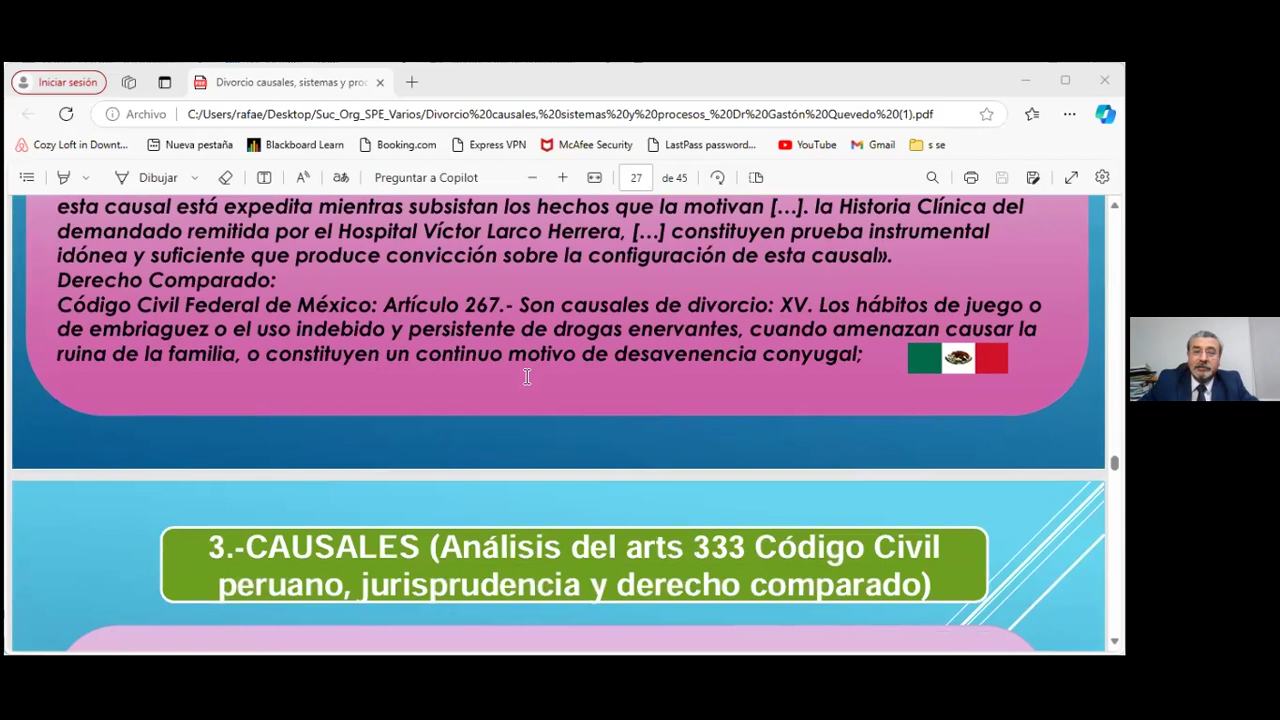 Iniciar sesión
Divorcio causales, sistemas y proc
Archivo
C:/Users/rafae/Desktop/Suc_Org_SPE_Varios/Divorcio%20causales,%20sistemas%20y%20procesos_%20Dr%20Gastón%20Quevedo%20(1).pdf
Cozy Loft in Downt...
Nueva pestaña
Blackboard Learn
Booking.com
Express VPN
McAfee Security
LastPass password...
YouTube
Gmail
s se
Dibujar
Preguntar a Copilot
27
de 45
esta causal está expedita mientras subsistan los hechos que la motivan [...]. la Historia Clínica del
demandado remitida por el Hospital Víctor Larco Herrera, [...] constituyen prueba instrumental
idónea y suficiente que produce convicción sobre la configuración de esta causal».
Derecho Comparado:
Código Civil Federal de México: Artículo 267.- Son causales de divorcio: XV. Los hábitos de juego o
de embriaguez o el uso indebido y persistente de drogas enervantes, cuando amenazan causar la
ruina de la familia, o constituyen un continuo motivo de desavenencia conyugal;
3.-CAUSALES (Análisis del arts 333 Código Civil
peruano, jurisprudencia y derecho comparado)